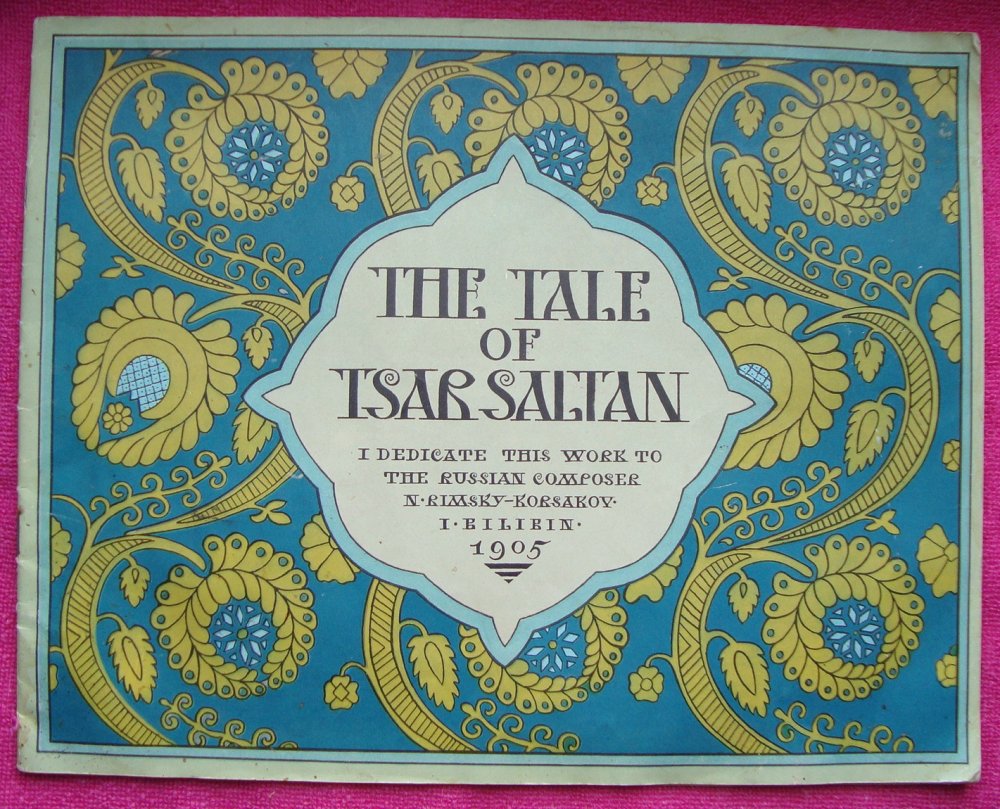 THE TALE
OF
TSAR SALTAN
I DEDICATE THIS WORK TO
THE RUSSIAN COMPOSER
N·RIMSKY-KORSAKOV·
I·BILIBIN·
1905